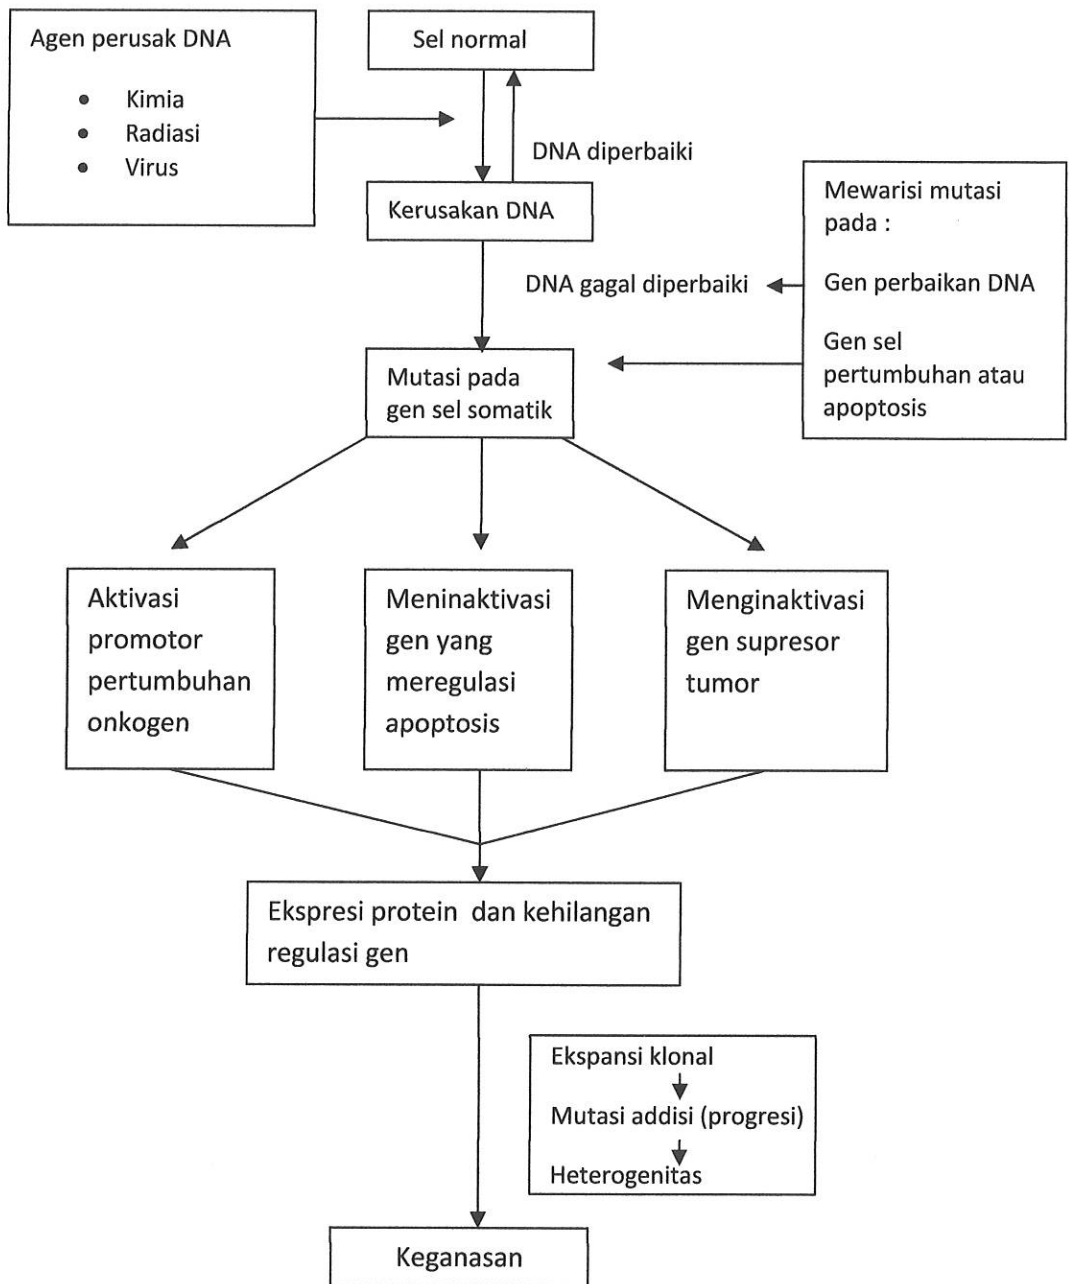 Agen perusak DNA
• Kimia
• Radiasi
• Virus
Sel normal
DNA diperbaiki
Kerusakan DNA
Mewarisi mutasi
pada :
Gen perbaikan DNA
Gen sel
pertumbuhan atau
apoptosis
DNA gagal diperbaiki
Mutasi pada
gen sel somatik
Aktivasi
promotor
pertumbuhan
onkogen
Meninaktivasi
gen yang
meregulasi
apoptosis
Menginaktivasi
gen supresor
tumor
Ekspresi protein dan kehilangan
regulasi gen
Ekspansi klonal
Mutasi addisi (progresi)
Heterogenitas
Keganasan